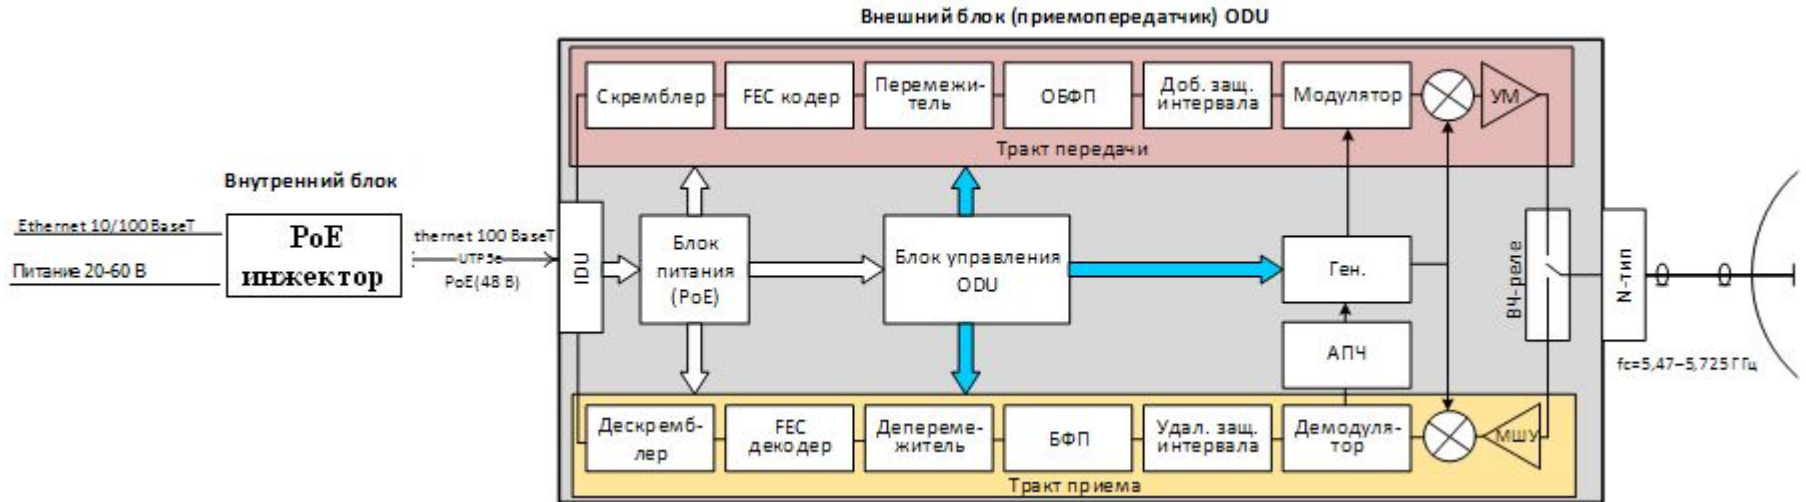 Внешний блок (приемопередатчик) ODU
Скремблер
FEC кодер
Перемежи-
тель
ОБФП
Доб. защ.
интервала
Модулятор
УМ
Тракт передачи
Внутренний блок
Ethernet 10/100 BaseT
Питание 20-60 В
PoE
инжектор
thernet 100 BaseT
UTP 5e
PoE(48 В)
IDU
Блок
питания
(PoE)
Блок управления
ODU
Ген.
АПЧ
ВЧ-реле
N-тип
fc=5,47–5,725 ГГц
Дескремб-
лер
FEC
декодер
Депереме-
житель
БФП
Удал. защ.
интервала
Демодуля-
тор
МШУ
Тракт приема